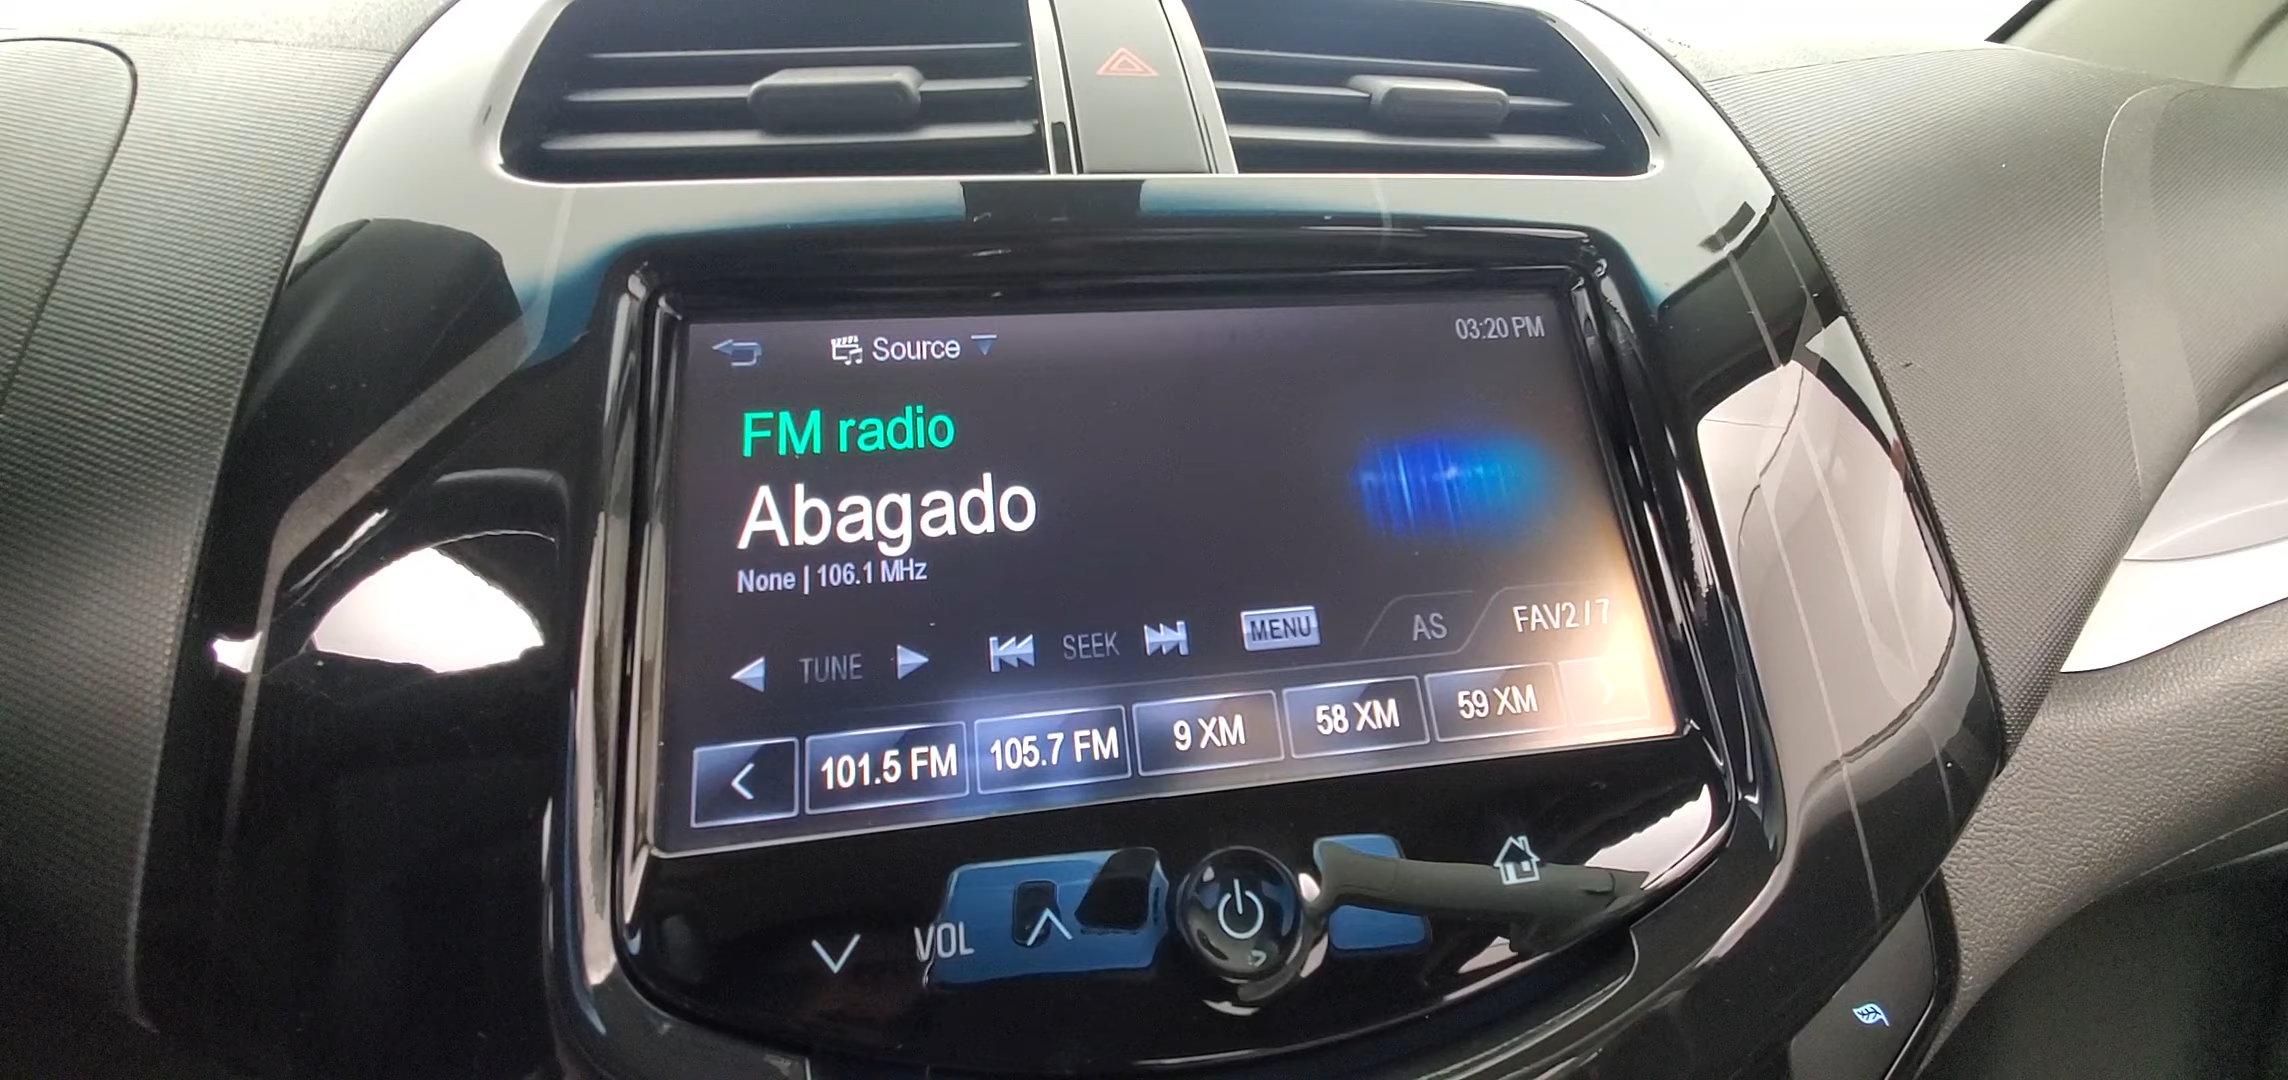 Source
03:20 PM
FM radio
Abagado
None | 106.1 MHz
TUNE
SEEK
MENU
AS
FAV2/7
101.5 FM
105.7 FM
9 XM
58 XM
59 XM
VOL